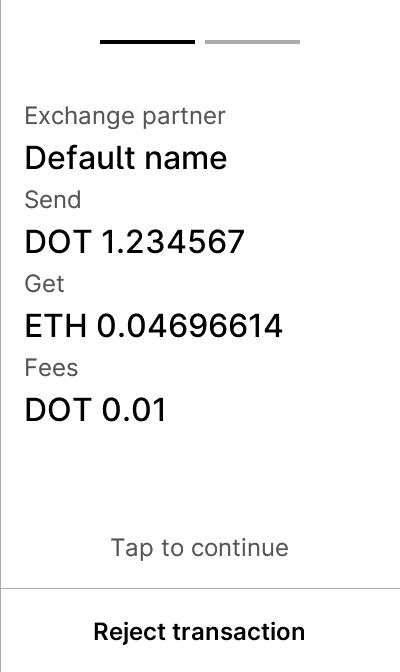 Exchange partner
Default name
Send
DOT 1.234567
Get
ETH 0.04696614
Fees
DOT 0.01
Tap to continue
Reject transaction